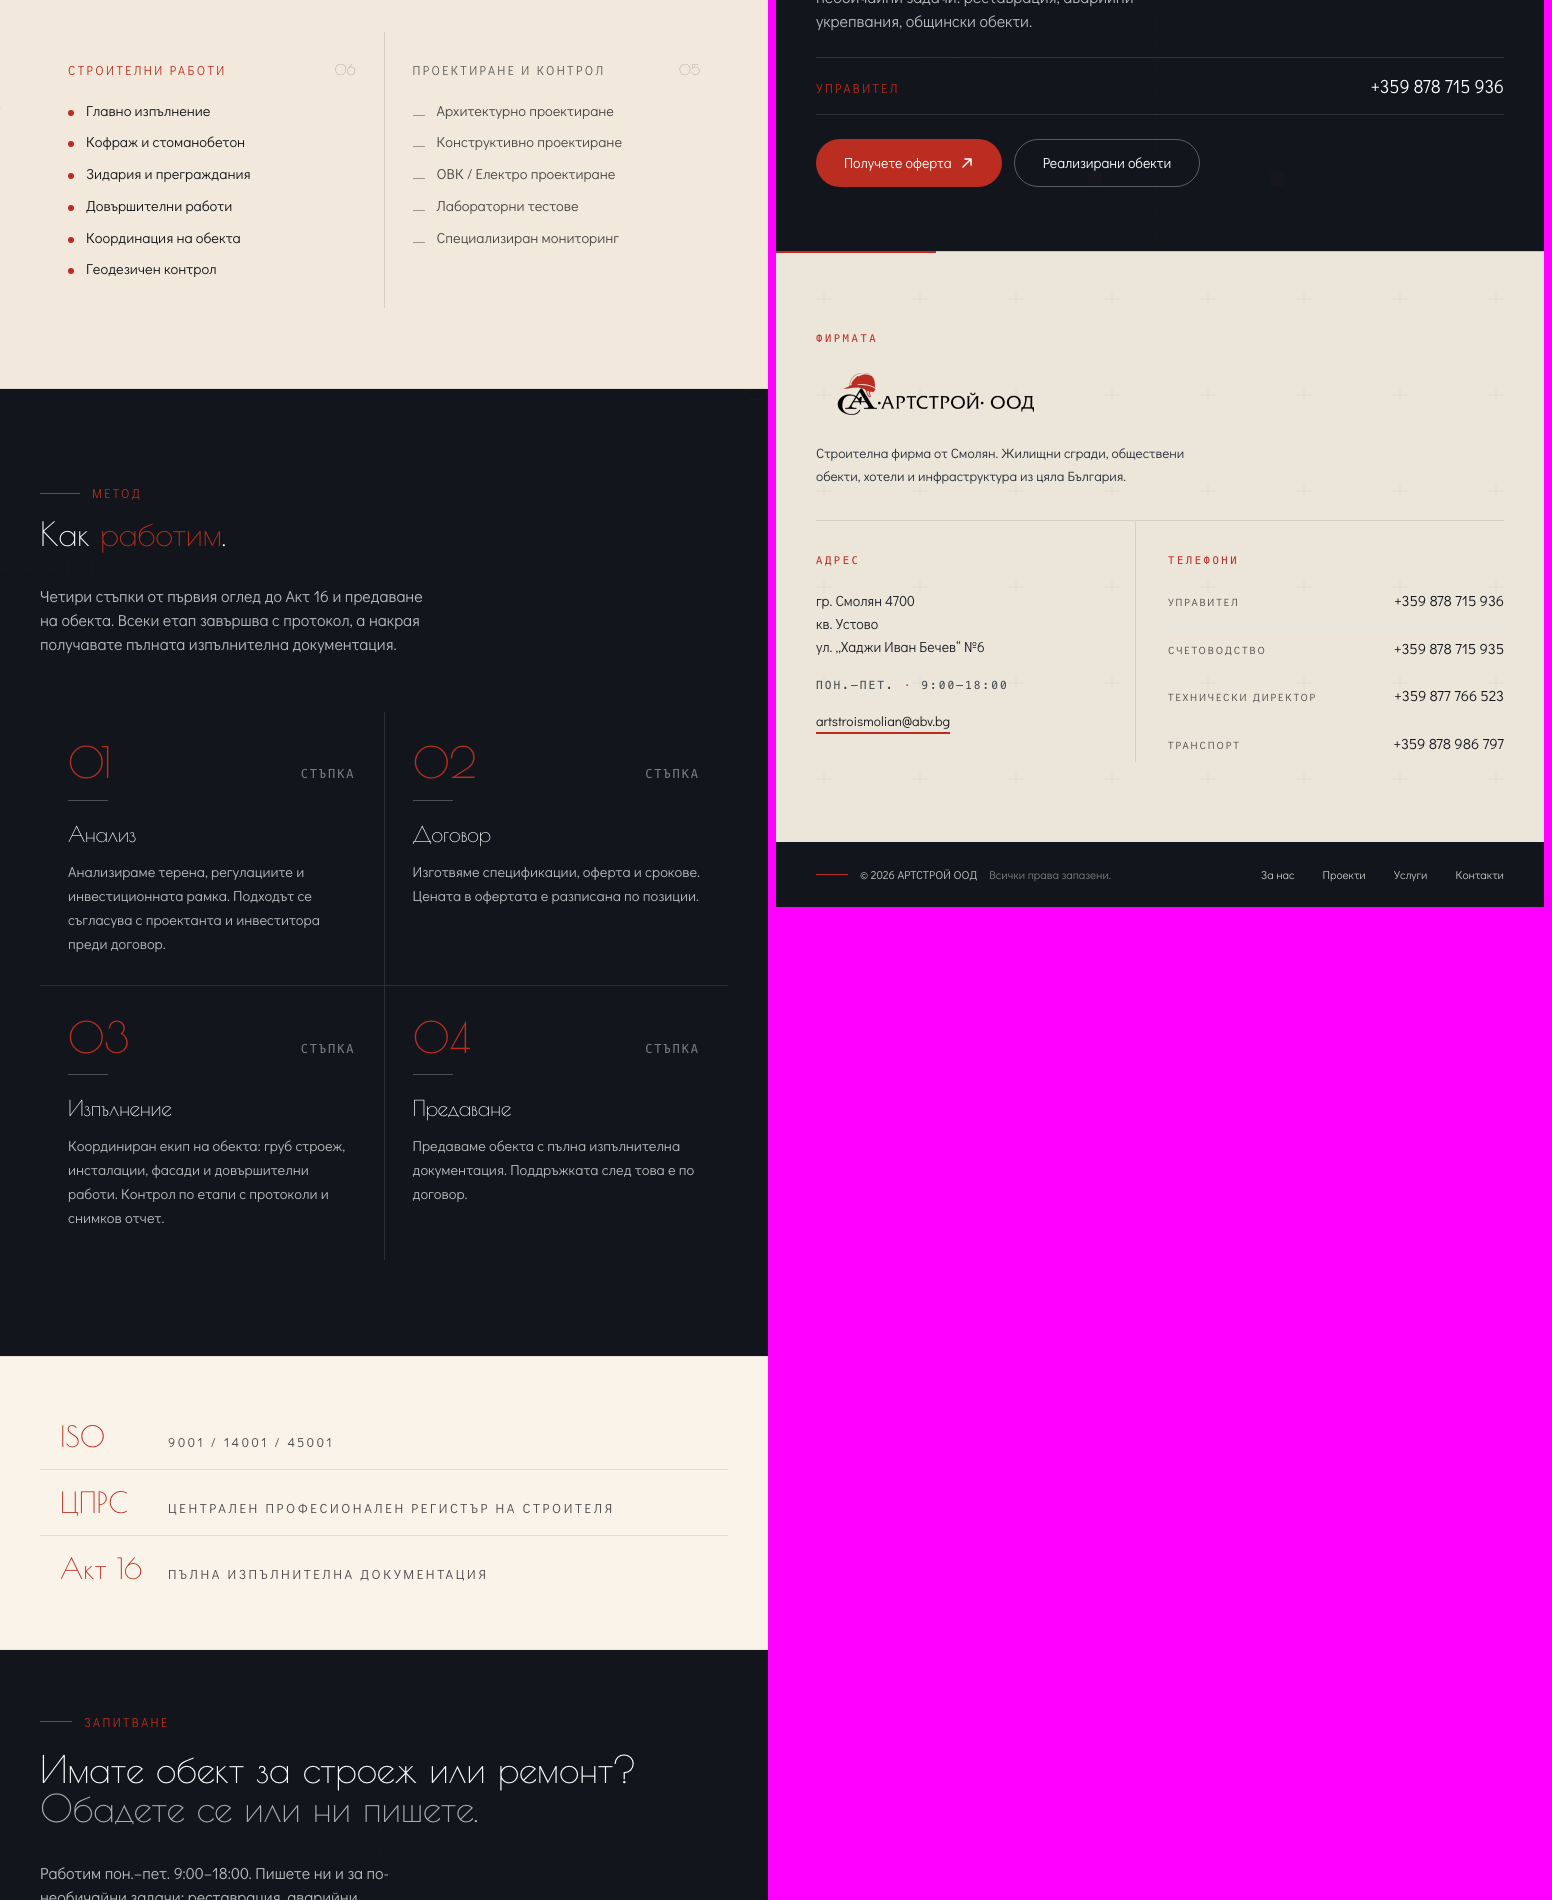 СТРОИТЕЛНИ РАБОТИ 06
Главно изпълнение
Кофраж и стоманобетон
Зидария и преграждания
Довършителни работи
Координация на обекта
Геодезичен контрол
ПРОЕКТИРАНЕ И КОНТРОЛ 05
Архитектурно проектиране
Конструктивно проектиране
ОВК / Електро проектиране
Лабораторни тестове
Специализиран мониторинг
МЕТОД
Как работим.
Четири стъпки от първия оглед до Акт 16 и предаване
на обекта. Всеки етап завършва с протокол, а накрая
получавате пълната изпълнителна документация.
01 СТЪПКА
Анализ
Анализираме терена, регулациите и
инвестиционната рамка. Подходът се
съгласува с проектанта и инвеститора
преди договор.
02 СТЪПКА
Договор
Изготвяме спецификации, оферта и срокове.
Цената в офертата е разписана по позиции.
03 СТЪПКА
Изпълнение
Координиран екип на обекта: груб строеж,
инсталации, фасади и довършителни
работи. Контрол по етапи с протоколи и
снимков отчет.
04 СТЪПКА
Предаване
Предаваме обекта с пълна изпълнителна
документация. Поддръжката след това е по
договор.
ISO 9001 / 14001 / 45001
ЦПРС ЦЕНТРАЛЕН ПРОФЕСИОНАЛЕН РЕГИСТЪР НА СТРОИТЕЛЯ
Акт 16 ПЪЛНА ИЗПЪЛНИТЕЛНА ДОКУМЕНТАЦИЯ
ЗАПИТВАНЕ
Имате обект за строеж или ремонт?
Обадете се или ни пишете.
Работим пон.–пет. 9:00–18:00. Пишете ни и за по-
необичайни задачи: реставрация, аварийни
необичайни задачи: реставрация, аварийни
укрепвания, общински обекти.
УПРАВИТЕЛ +359 878 715 936
Получете оферта
Реализирани обекти
ФИРМАТА
А·АРТСТРОЙ· ООД
Строителна фирма от Смолян. Жилищни сгради, обществени
обекти, хотели и инфраструктура из цяла България.
АДРЕС
гр. Смолян 4700
кв. Устово
ул. „Хаджи Иван Бечев“ №6
ПОН.—ПЕТ. · 9:00—18:00
artstroismolian@abv.bg
ТЕЛЕФОНИ
УПРАВИТЕЛ +359 878 715 936
СЧЕТОВОДСТВО +359 878 715 935
ТЕХНИЧЕСКИ ДИРЕКТОР +359 877 766 523
ТРАНСПОРТ +359 878 986 797
© 2026 АРТСТРОЙ ООД Всички права запазени.
За нас Проекти Услуги Контакти